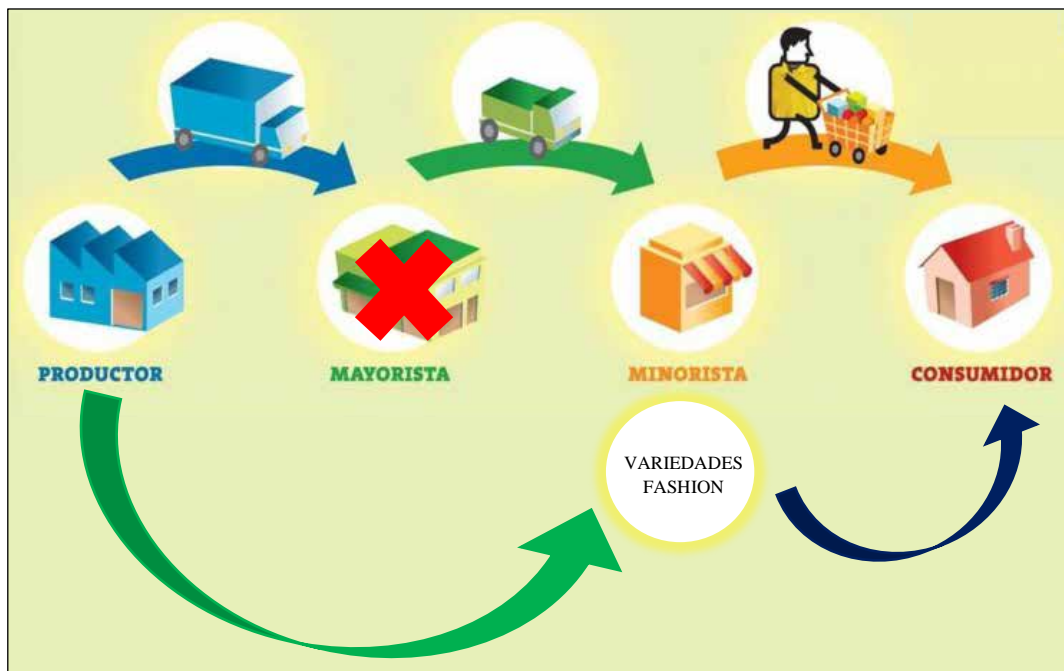 PRODUCTOR
MAYORISTA
MINORISTA
CONSUMIDOR
VARIEDADES
FASHION